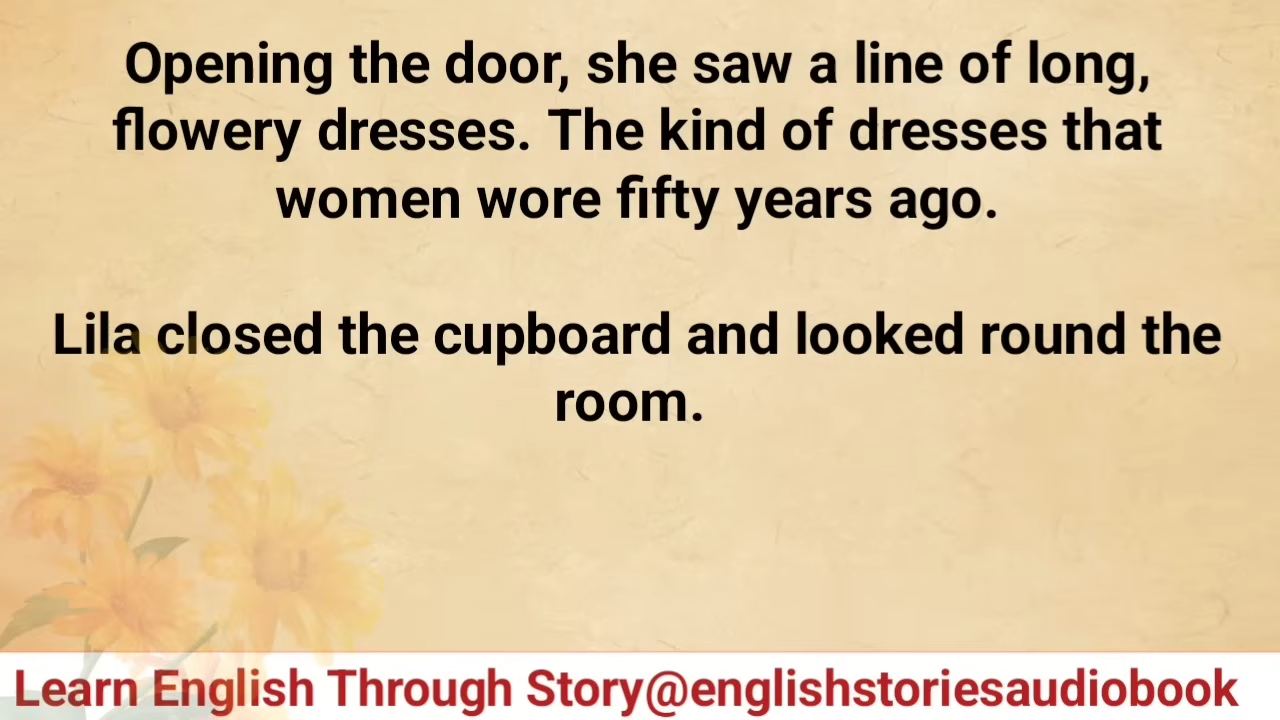 Opening the door, she saw a line of long,
flowery dresses. The kind of dresses that
women wore fifty years ago.
Lila closed the cupboard and looked round the
room.
Learn English Through Story@englishstoriesaudiobook